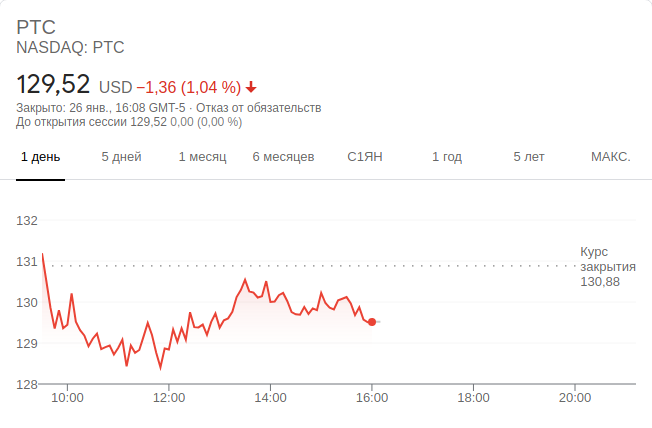 PTC
NASDAQ: PTC
129,52 USD −1,36 (1,04 %)
Закрыто: 26 янв., 16:08 GMT-5 · Отказ от обязательств
До открытия сессии 129,52 0,00 (0,00 %)
1 день 5 дней 1 месяц 6 месяцев С1ЯН 1 год 5 лет МАКС.
132
131
130
129
128
Курс
закрытия
130,88
10:00 12:00 14:00 16:00 18:00 20:00